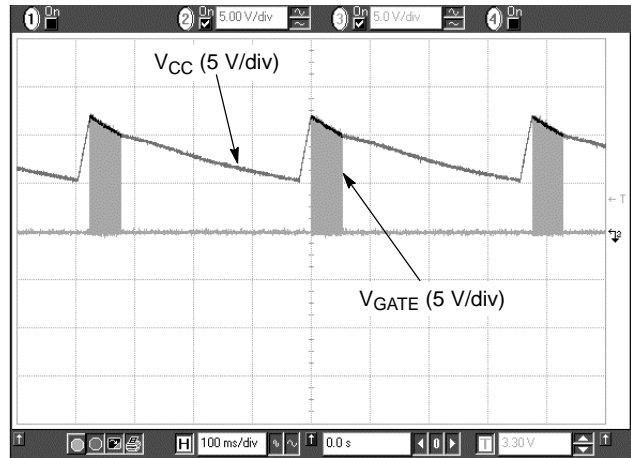 1 On 2 On 5.00 V/div 3 On 5.0 V/div 4 On
VCC (5 V/div)
T
2
VGATE (5 V/div)
H 100 ms/div 0.0 s 0 T 3.30 V